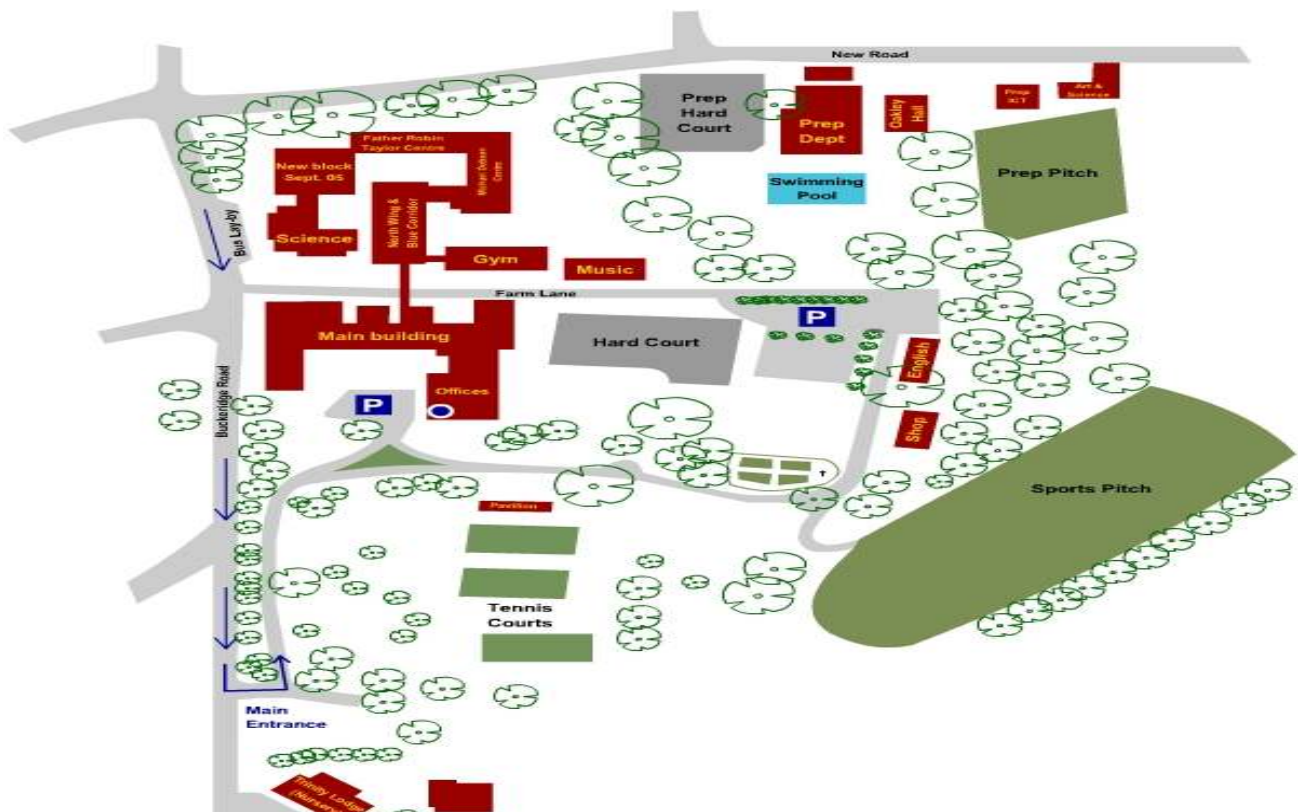 New Road
Prep
Hard
Court
Prep
Dept
Oakley
Hall
Prep
ICT
Art &
Science
Father Robin
Taylor Centre
New block
Sept. 05
Centre
North Wing &
Blue Corridor
Swimming
Pool
Prep Pitch
Bus Lay-by
Science
Gym
Music
Farm Lane
P
Main building
Hard Court
English
Buckeridge Road
Offices
P
Shop
Sports Pitch
Pavilion
Tennis
Courts
Main
Entrance
Trinity Lodge
(Nursery)